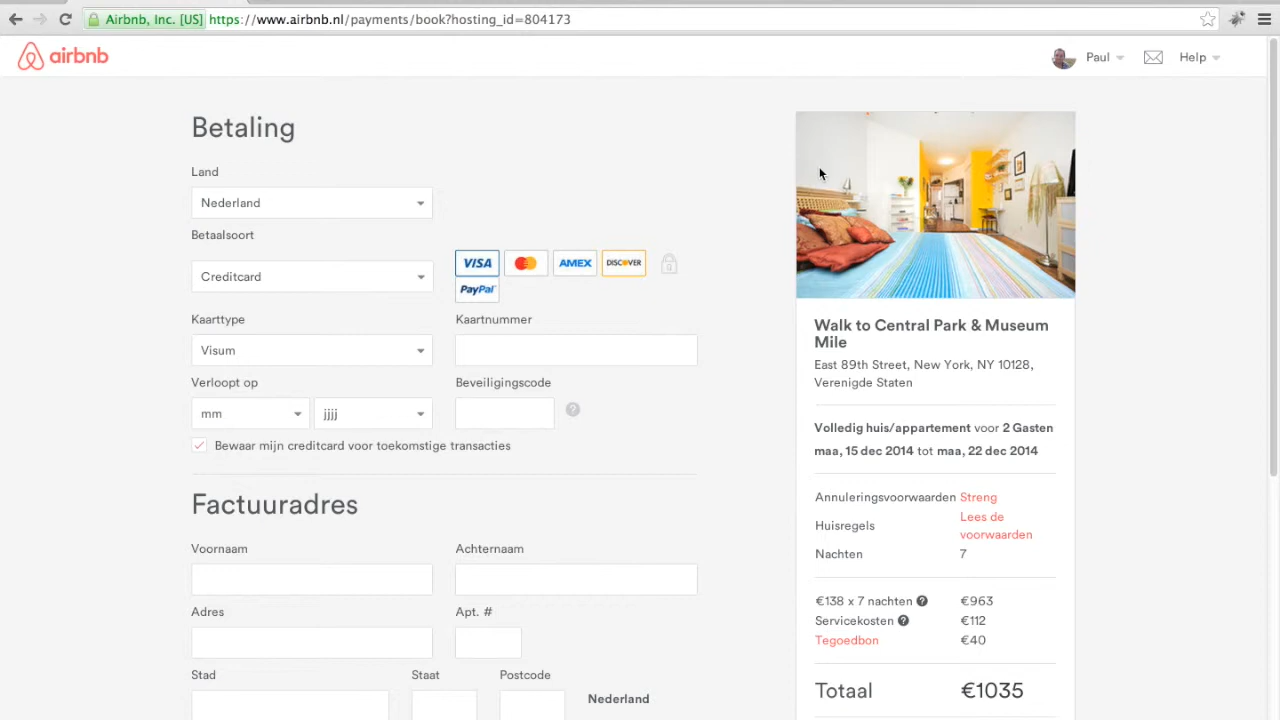 Airbnb, Inc. [US] https://www.airbnb.nl/payments/book?hosting_id=804173
airbnb
Paul
Help
Betaling
Land
Nederland
Betaalsoort
Creditcard
VISA
AMEX
DISCOVER
PayPal
Kaarttype
Kaartnummer
Visum
Verloopt op
Beveiligingscode
mm
jjjj
?
Bewaar mijn creditcard voor toekomstige transacties
Factuuradres
Voornaam
Achternaam
Adres
Apt. #
Stad
Staat
Postcode
Nederland
Walk to Central Park & Museum
Mile
East 89th Street, New York, NY 10128,
Verenigde Staten
Volledig huis/appartement voor 2 Gasten
maa, 15 dec 2014 tot maa, 22 dec 2014
Annuleringsvoorwaarden Streng
Huisregels Lees de
voorwaarden
Nachten 7
€138 x 7 nachten ? €963
Servicekosten ? €112
Tegoedbon €40
Totaal €1035